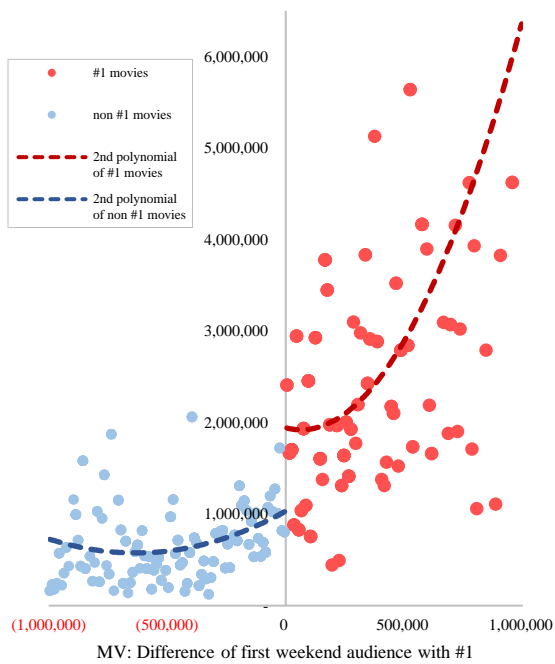 6,000,000
#1 movies
non #1 movies
5,000,000
2nd polynomial
of #1 movies
2nd polynomial
of non #1 movies
4,000,000
3,000,000
2,000,000
1,000,000
-
(1,000,000) (500,000) 0 500,000 1,000,000
MV: Difference of first weekend audience with #1